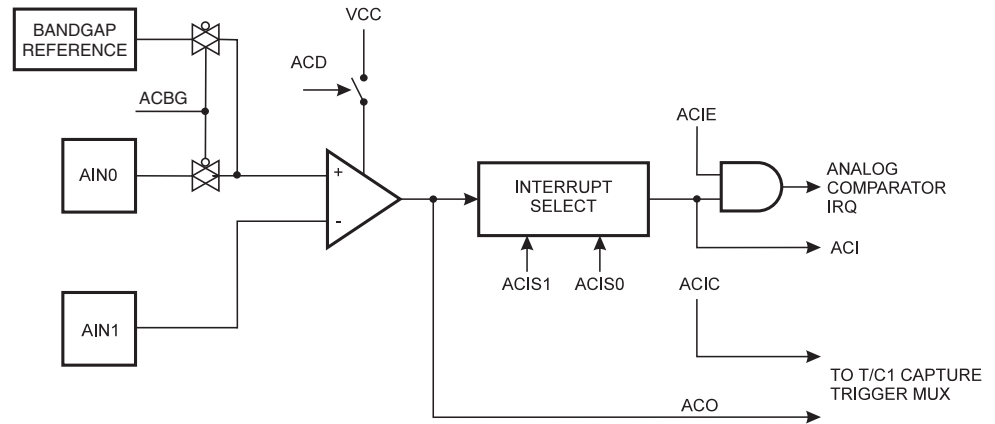 BANDGAP
REFERENCE
VCC
ACD
ACBG
ACIE
AIN0
+
-
INTERRUPT
SELECT
ANALOG
COMPARATOR
IRQ
ACI
ACIS1
ACIS0
ACIC
AIN1
TO T/C1 CAPTURE
TRIGGER MUX
ACO